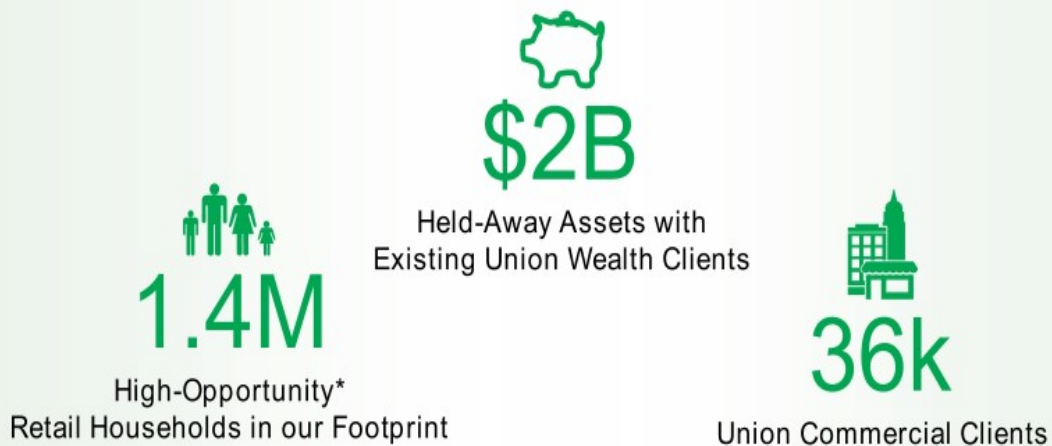 $2B
Held-Away Assets with
Existing Union Wealth Clients
1.4M
High-Opportunity*
Retail Households in our Footprint
36k
Union Commercial Clients